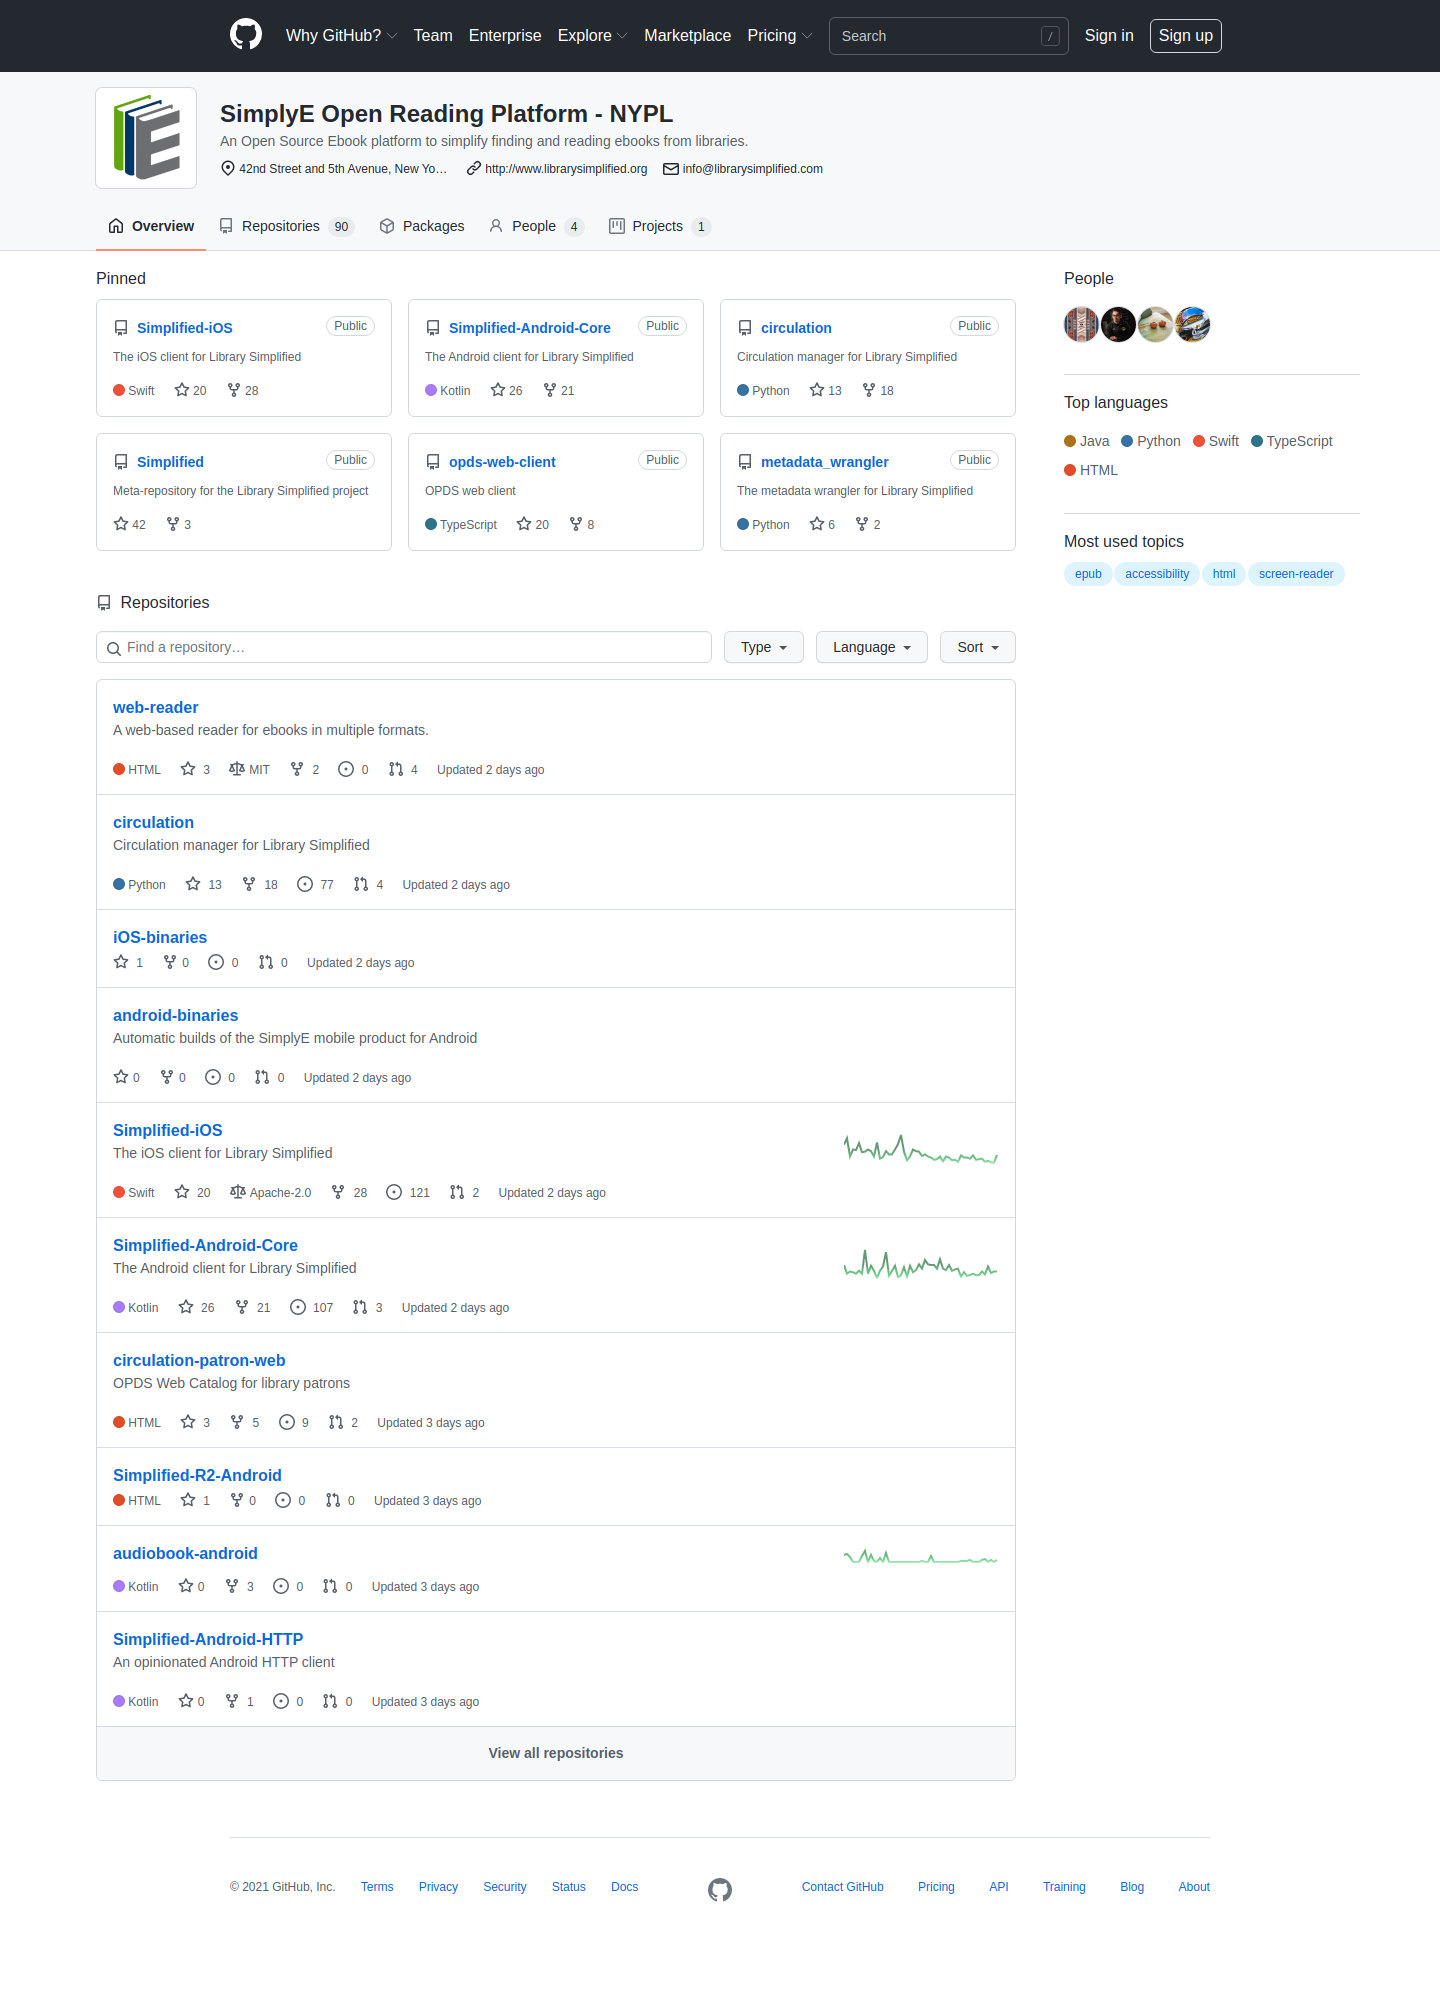 Why GitHub? Team Enterprise Explore Marketplace Pricing Search / Sign in Sign up
SimplyE Open Reading Platform - NYPL
An Open Source Ebook platform to simplify finding and reading ebooks from libraries.
42nd Street and 5th Avenue, New Yo… http://www.librarysimplified.org info@librarysimplified.com
Overview Repositories 90 Packages People 4 Projects 1
Pinned
Simplified-iOS Public
The iOS client for Library Simplified
Swift 20 28
Simplified-Android-Core Public
The Android client for Library Simplified
Kotlin 26 21
circulation Public
Circulation manager for Library Simplified
Python 13 18
Simplified Public
Meta-repository for the Library Simplified project
42 3
opds-web-client Public
OPDS web client
TypeScript 20 8
metadata_wrangler Public
The metadata wrangler for Library Simplified
Python 6 2
People
Top languages
Java Python Swift TypeScript
HTML
Most used topics
epub accessibility html screen-reader
Repositories
Find a repository… Type Language Sort
web-reader
A web-based reader for ebooks in multiple formats.
HTML 3 MIT 2 0 4 Updated 2 days ago
circulation
Circulation manager for Library Simplified
Python 13 18 77 4 Updated 2 days ago
iOS-binaries
1 0 0 0 Updated 2 days ago
android-binaries
Automatic builds of the SimplyE mobile product for Android
0 0 0 0 Updated 2 days ago
Simplified-iOS
The iOS client for Library Simplified
Swift 20 Apache-2.0 28 121 2 Updated 2 days ago
Simplified-Android-Core
The Android client for Library Simplified
Kotlin 26 21 107 3 Updated 2 days ago
circulation-patron-web
OPDS Web Catalog for library patrons
HTML 3 5 9 2 Updated 3 days ago
Simplified-R2-Android
HTML 1 0 0 0 Updated 3 days ago
audiobook-android
Kotlin 0 3 0 0 Updated 3 days ago
Simplified-Android-HTTP
An opinionated Android HTTP client
Kotlin 0 1 0 0 Updated 3 days ago
View all repositories
© 2021 GitHub, Inc. Terms Privacy Security Status Docs Contact GitHub Pricing API Training Blog About